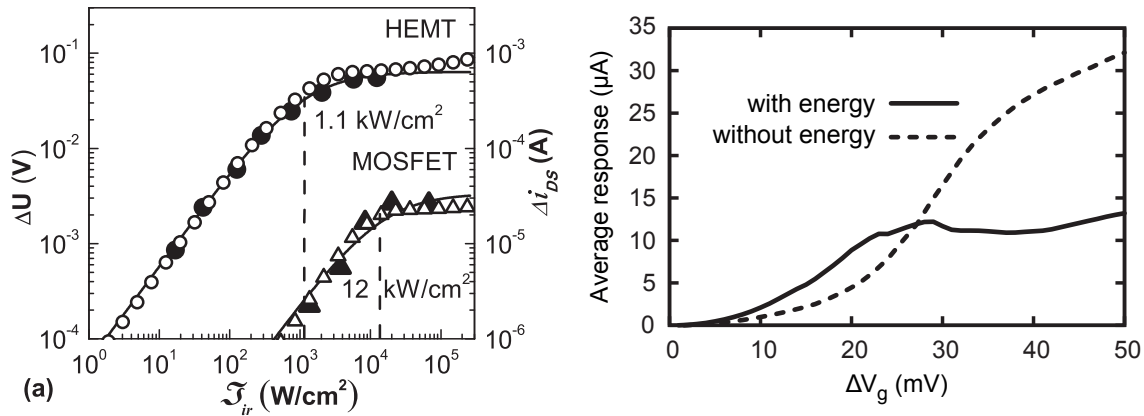 HEMT
10⁻¹
10⁻²
10⁻³
10⁻⁴
ΔU (V)
1.1 kW/cm²
MOSFET
12 kW/cm²
10⁻³
10⁻⁴
10⁻⁵
10⁻⁶
Δi_DS (A)
10⁰ 10¹ 10² 10³ 10⁴ 10⁵
(a)
ℑ_ir (W/cm²)
35
30
25
20
15
10
5
0
Average response (µA)
with energy
without energy
0 10 20 30 40 50
ΔV_g (mV)